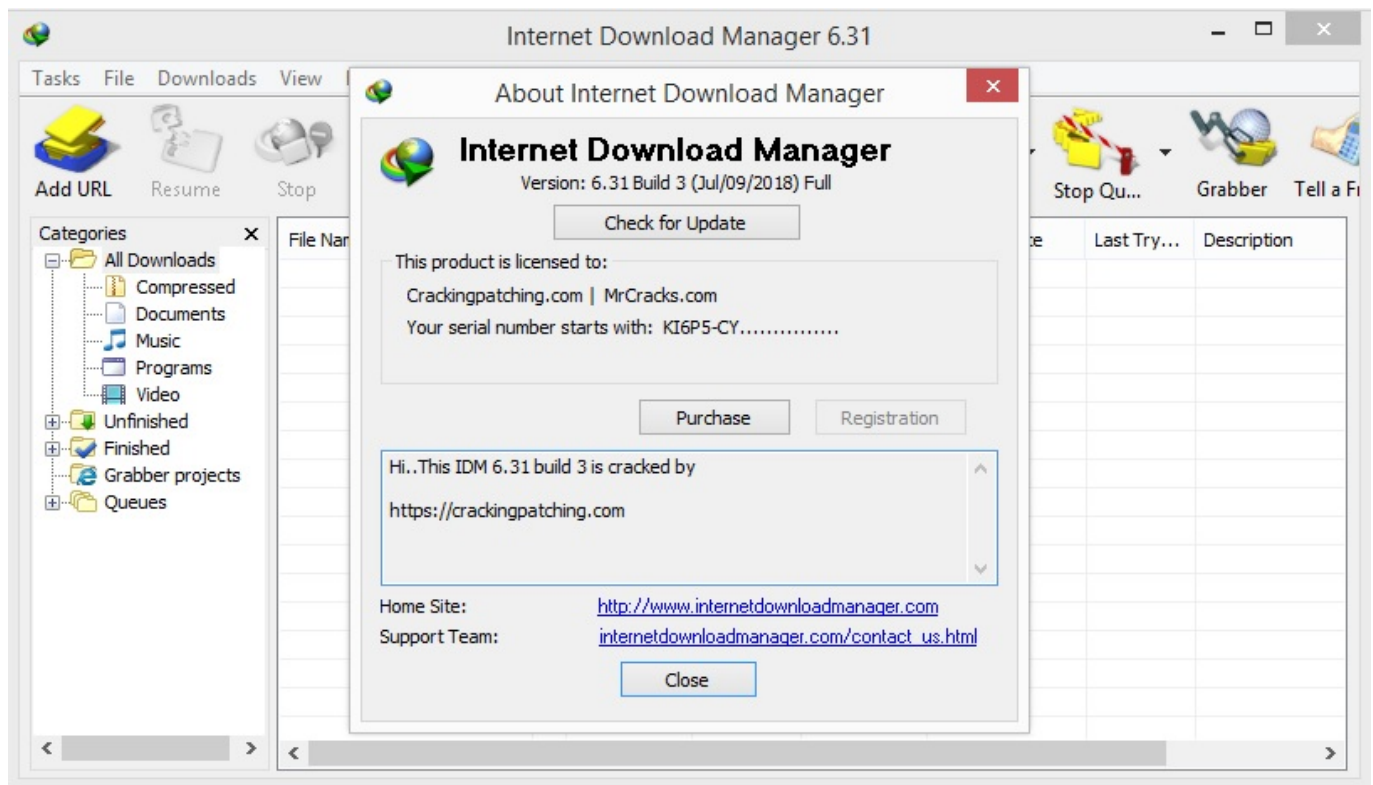 Internet Download Manager 6.31
Tasks File Downloads View
About Internet Download Manager
Internet Download Manager
Version: 6.31 Build 3 (Jul/09/2018) Full
Check for Update
Add URL Resume Stop
Stop Qu... Grabber Tell a
Categories
All Downloads
Compressed
Documents
Music
Programs
Video
Unfinished
Finished
Grabber projects
Queues
File
Last Try... Description
This product is licensed to:
Crackingpatching.com | MrCracks.com
Your serial number starts with: KI6P5-CY...............
Purchase Registration
Hi..This IDM 6.31 build 3 is cracked by
https://crackingpatching.com
Home Site: http://www.internetdownloadmanager.com
Support Team: internetdownloadmanager.com/contact_us.html
Close